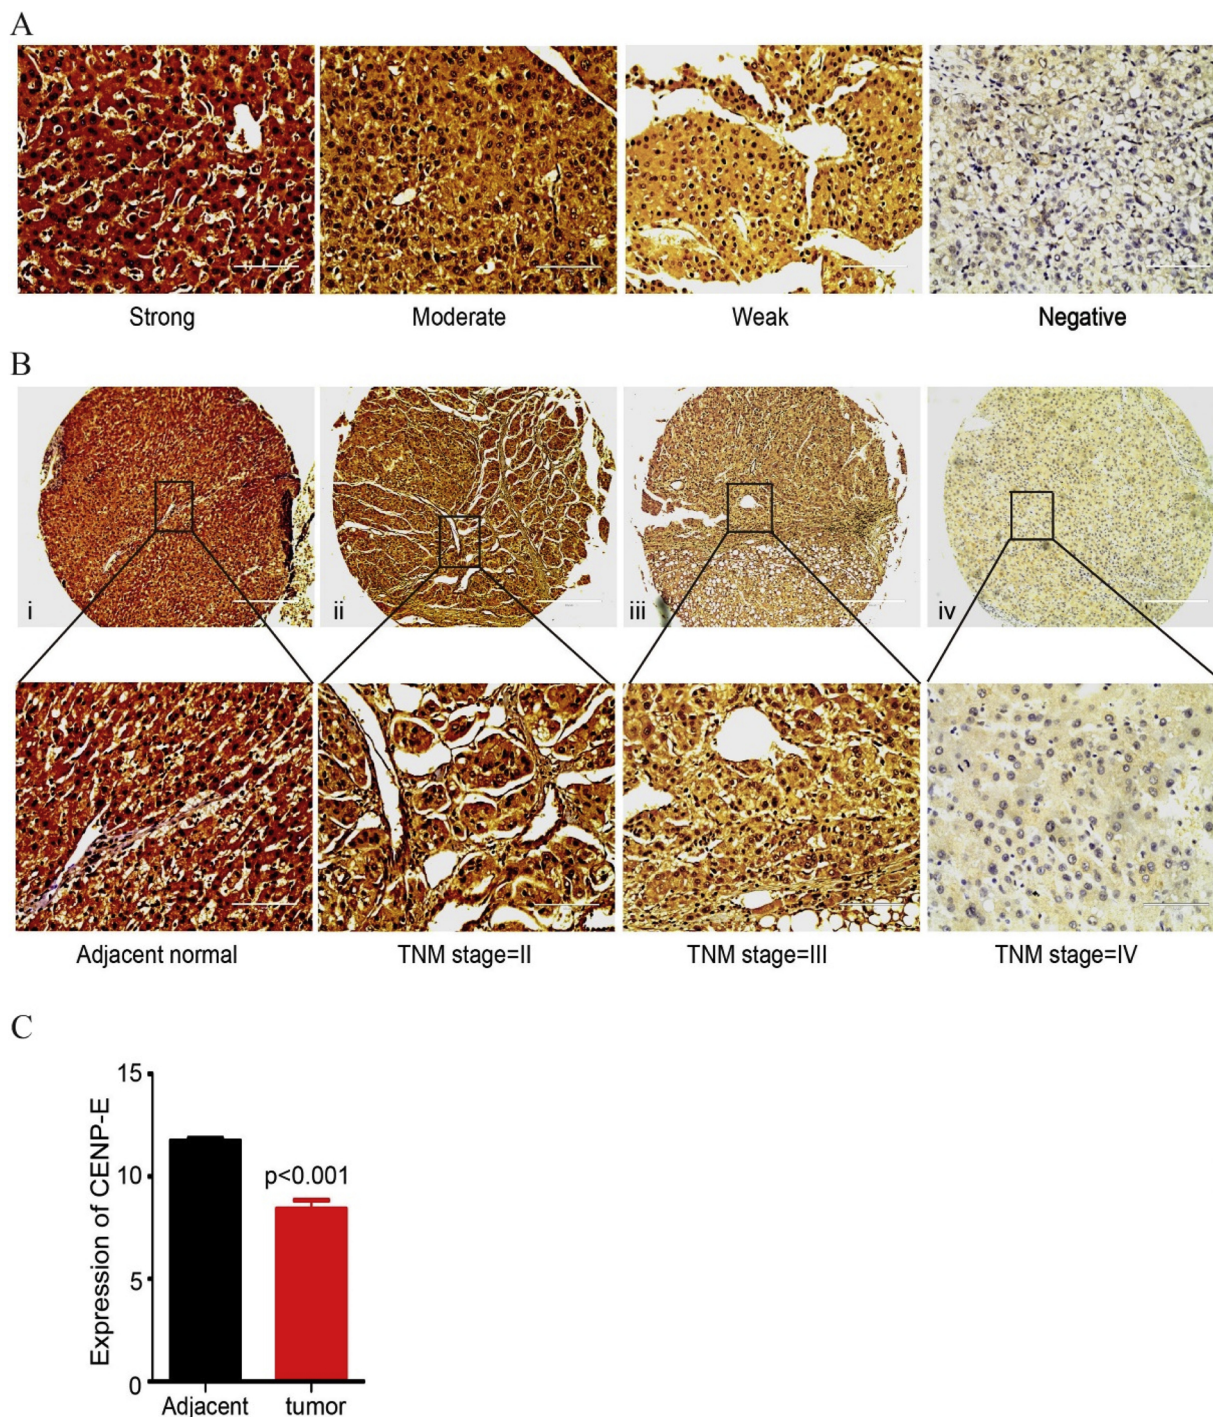 A
Strong Moderate Weak Negative
B
i ii iii iv
Adjacent normal TNM stage=II TNM stage=III TNM stage=IV
C
Expression of CENP-E
15
10
5
0
p<0.001
Adjacent tumor